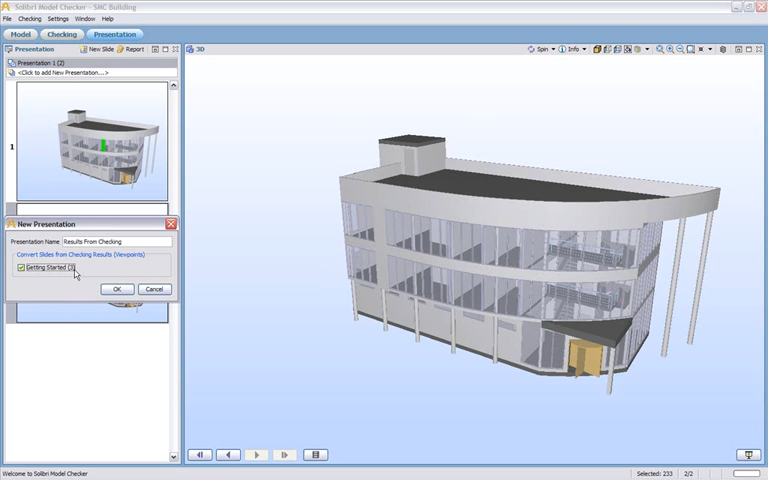 Solibri Model Checker - SMC Building
File Checking Settings Window Help
Model Checking Presentation
Presentation New Slide Report
3D Spin Info
Presentation 1 (2)
<Click to add New Presentation...>
1
New Presentation
Presentation Name Results From Checking
Convert Slides from Checking Results (Viewpoints)
Getting Started (3)
OK Cancel
Welcome to Solibri Model Checker Selected: 233 2/2